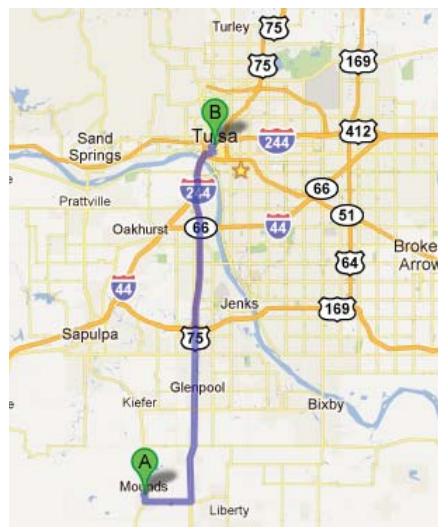 Turley
75
75
169
B
Sand
Springs
Tulsa
244
412
Prattville
244
66
51
Oakhurst
66
44
Broke
Arrow
64
44
Jenks
169
Sapulpa
75
Glenpool
Kiefer
Bixby
A
Mounds
Liberty